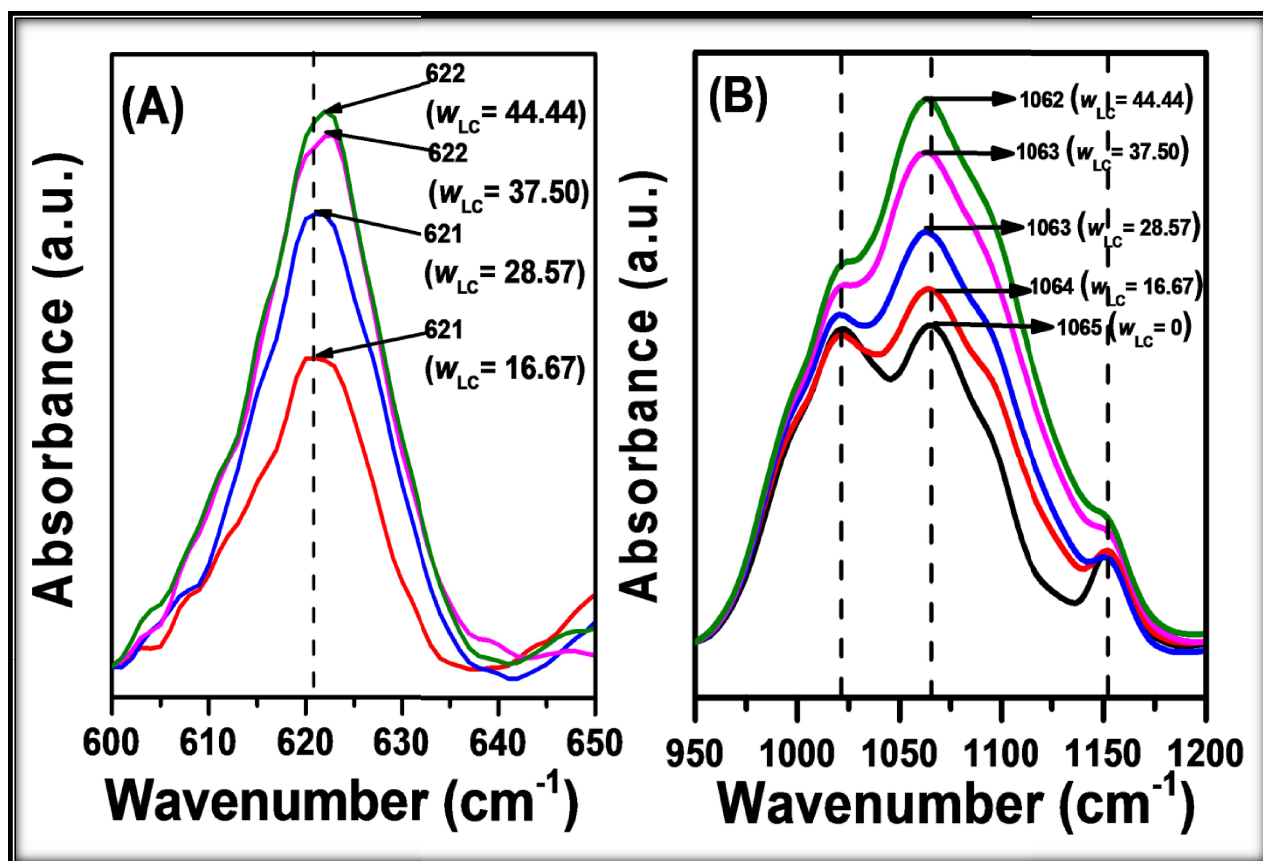 (A)
622
(wLC= 44.44)
622
(wLC= 37.50)
621
(wLC= 28.57)
621
(wLC= 16.67)
Absorbance (a.u.)
600 610 620 630 640 650
Wavenumber (cm-1)
(B)
1062 (wLC= 44.44)
1063 (wLC= 37.50)
1063 (wLC= 28.57)
1064 (wLC= 16.67)
1065 (wLC= 0)
Absorbance (a.u.)
950 1000 1050 1100 1150 1200
Wavenumber (cm-1)